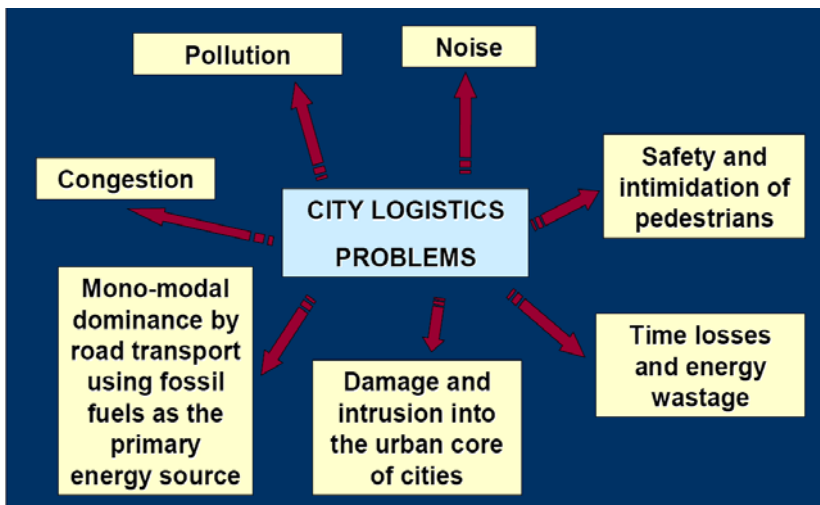 Pollution
Noise
Congestion
CITY LOGISTICS
PROBLEMS
Safety and
intimidation of
pedestrians
Mono-modal
dominance by
road transport
using fossil
fuels as the
primary
energy source
Damage and
intrusion into
the urban core
of cities
Time losses
and energy
wastage